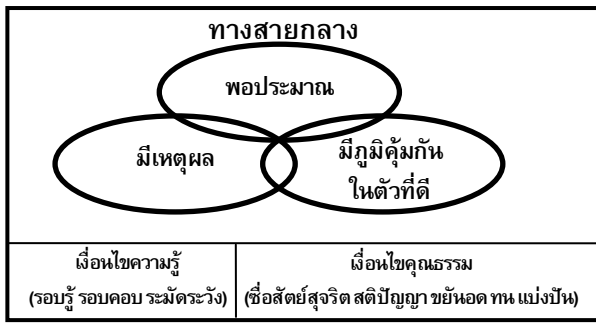 ทางสายกลาง
พอประมาณ
มีเหตุผล
มีภูมิคุ้มกัน
ในตัวที่ดี
เงื่อนไขความรู้
(รอบรู้ รอบคอบ ระมัดระวัง)
เงื่อนไขคุณธรรม
(ซื่อสัตย์สุจริต สติปัญญา ขยันอด ทน แบ่งปัน)